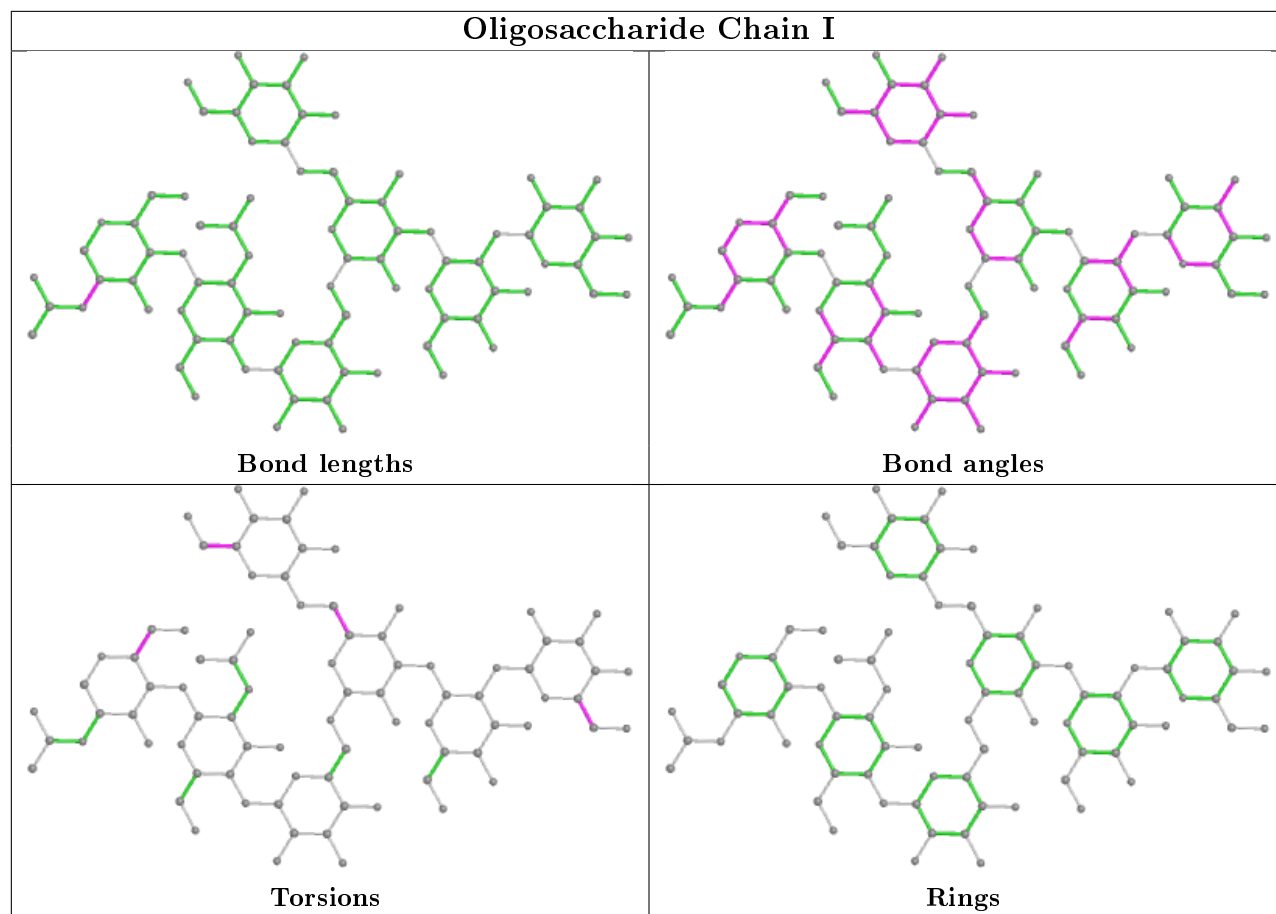 Oligosaccharide Chain I
Bond lengths
Bond angles
Torsions
Rings